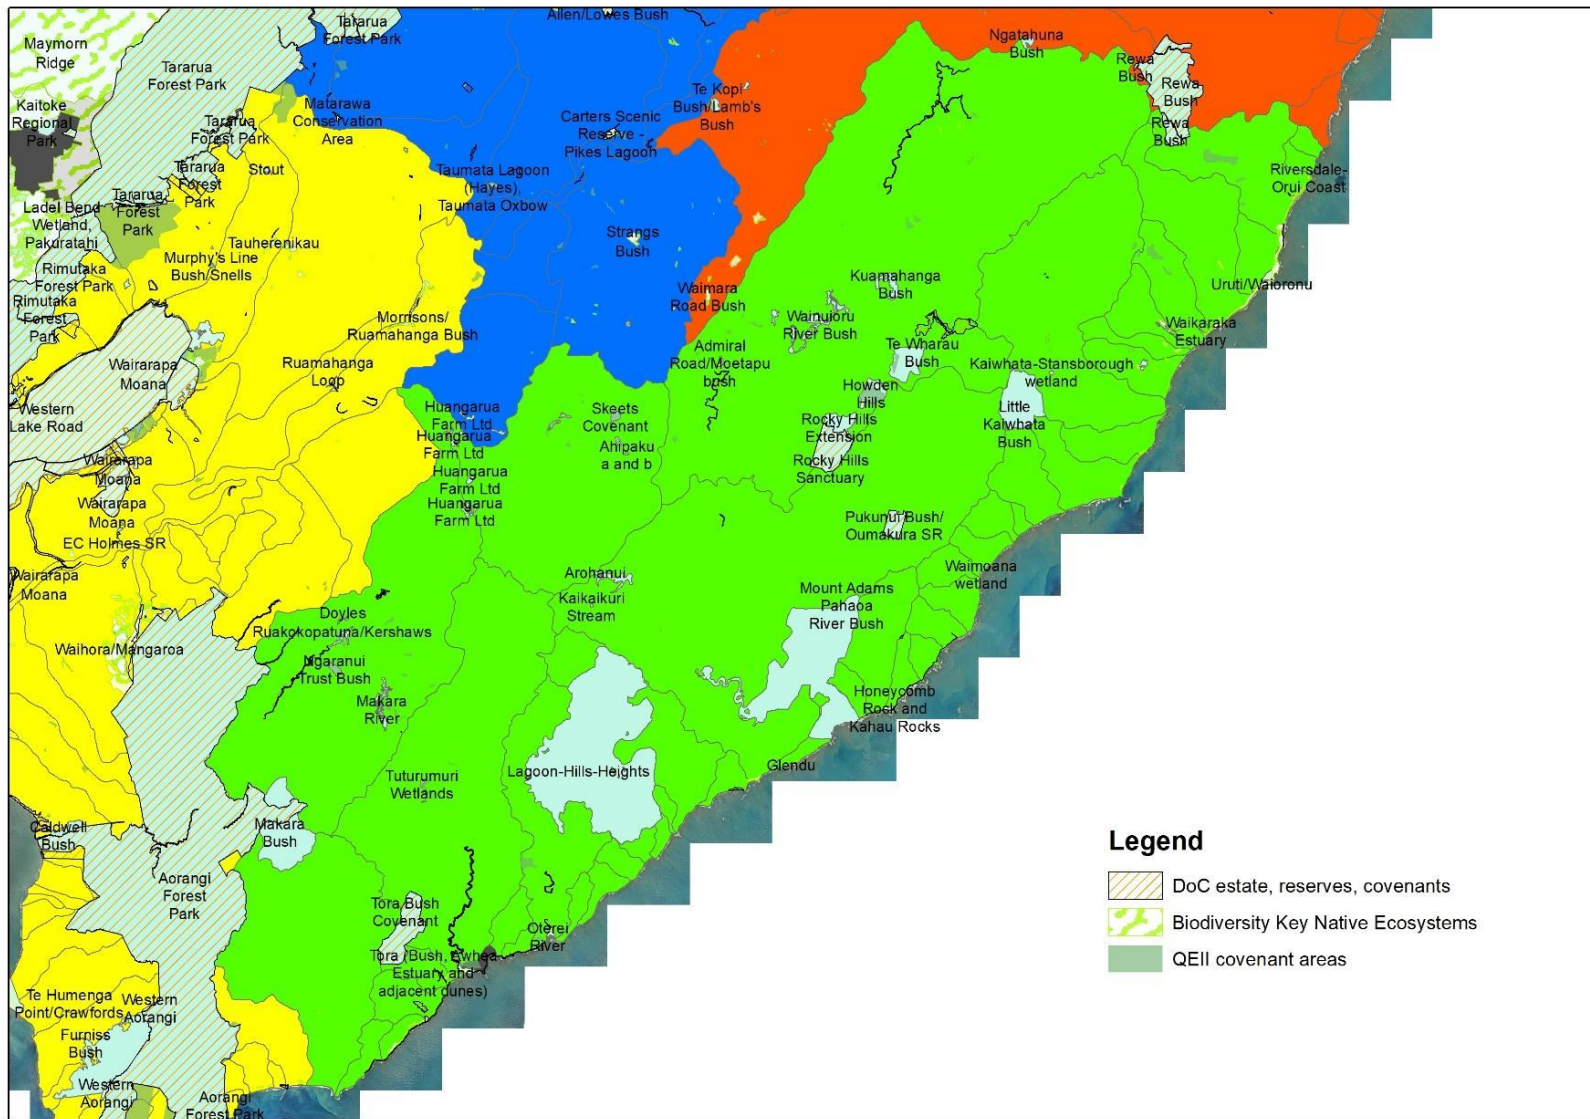 Allen/Lowes Bush
Tararua
Forest Park
Maymorn
Ridge
Tararua
Forest Park
Ngatahuna
Bush
Rewa
Bush
Rewa
Bush
Rewa
Bush
Kaitoke
Regional
Park
Matarawa
Conservation
Area
Te Kopi
Bush/Lamb's
Bush
Carters Scenic
Reserve -
Pikes Lagoon
Tararua
Forest Park
Tararua
Forest
Park
Stout
Taumata Lagoon
(Hayes),
Taumata Oxbow
Riversdale-
Orui Coast
Tararua
Forest
Park
Ladel Bend
Wetland,
Pakuratahi
Tauherenikau
Murphy's Line
Bush/Snells
Strangs
Bush
Rimutaka
Forest Park
Rimutaka
Forest
Park
Waimara
Road Bush
Kuamahanga
Bush
Uruti/Waioronu
Morrisons/
Ruamahanga Bush
Wainuioru
River Bush
Waikaraka
Estuary
Wairarapa
Moana
Ruamahanga
Loop
Admiral
Road/Moetapu
bush
Te Wharau
Bush
Kaiwhata-Stansborough
wetland
Western
Lake Road
Howden
Hills
Little
Kaiwhata
Bush
Huangarua
Farm Ltd
Huangarua
Farm Ltd
Huangarua
Farm Ltd
Huangarua
Farm Ltd
Skeets
Covenant
Ahipaku
a and b
Rocky Hills
Extension
Rocky Hills
Sanctuary
Wairarapa
Moana
Wairarapa
Moana
EC Holmes SR
Wairarapa
Moana
Pukunui Bush/
Oumakura SR
Waimoana
wetland
Arohanui
Kaikaikuri
Stream
Mount Adams
Pahaoa
River Bush
Doyles
Ruakokopatuna/Kershaws
Waihora/Mangaroa
Ngaranui
Trust Bush
Makara
River
Honeycomb
Rock and
Kahau Rocks
Glendu
Lagoon-Hills-Heights
Tuturumuri
Wetlands
Caldwell
Bush
Makara
Bush
Aorangi
Forest
Park
Tora Bush
Covenant
Oterei
River
Tora (Bush, Awhea
Estuary and
adjacent dunes)
Te Humenga
Point/Crawfords
Western
Aorangi
Furniss
Bush
Western
Aorangi
Aorangi
Forest Park
Legend
DoC estate, reserves, covenants
Biodiversity Key Native Ecosystems
QEII covenant areas